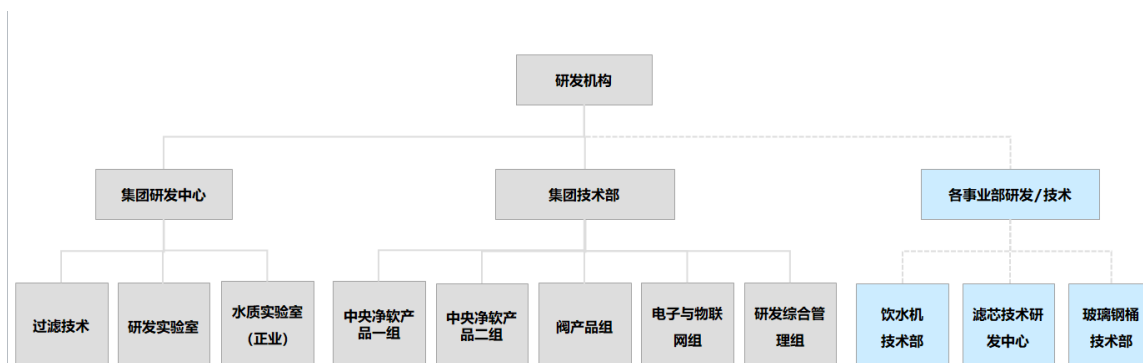 研发机构
集团研发中心
集团技术部
各事业部研发/技术
过滤技术
研发实验室
水质实验室
（正业）
中央净软产
品一组
中央净软产
品二组
阀产品组
电子与物联
网组
研发综合管
理组
饮水机
技术部
滤芯技术研
发中心
玻璃钢桶
技术部